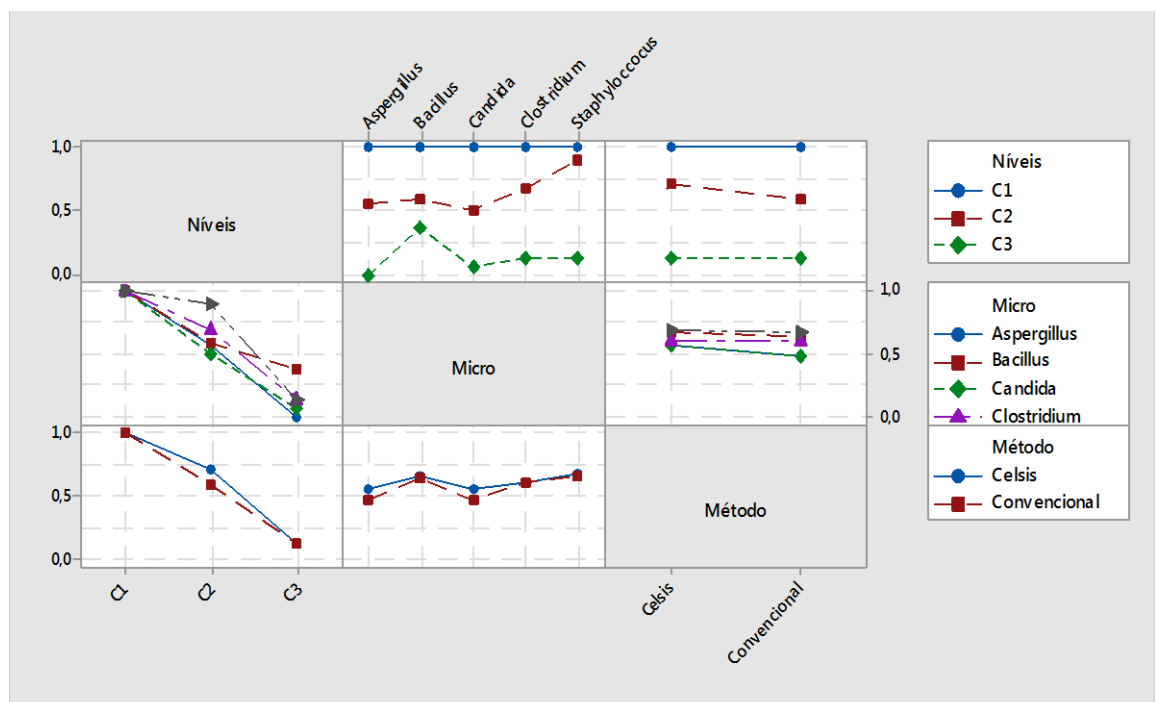 Aspergillus
Bacillus
Candida
Clostridium
Staphyloccocus
1,0
0,5
0,0
Níveis
Níveis
C1
C2
C3
Micro
1,0
0,5
0,0
Micro
Aspergillus
Bacillus
Candida
Clostridium
1,0
0,5
0,0
Método
Método
Celsis
Convencional
C1
C2
C3
Celsis
Convencional